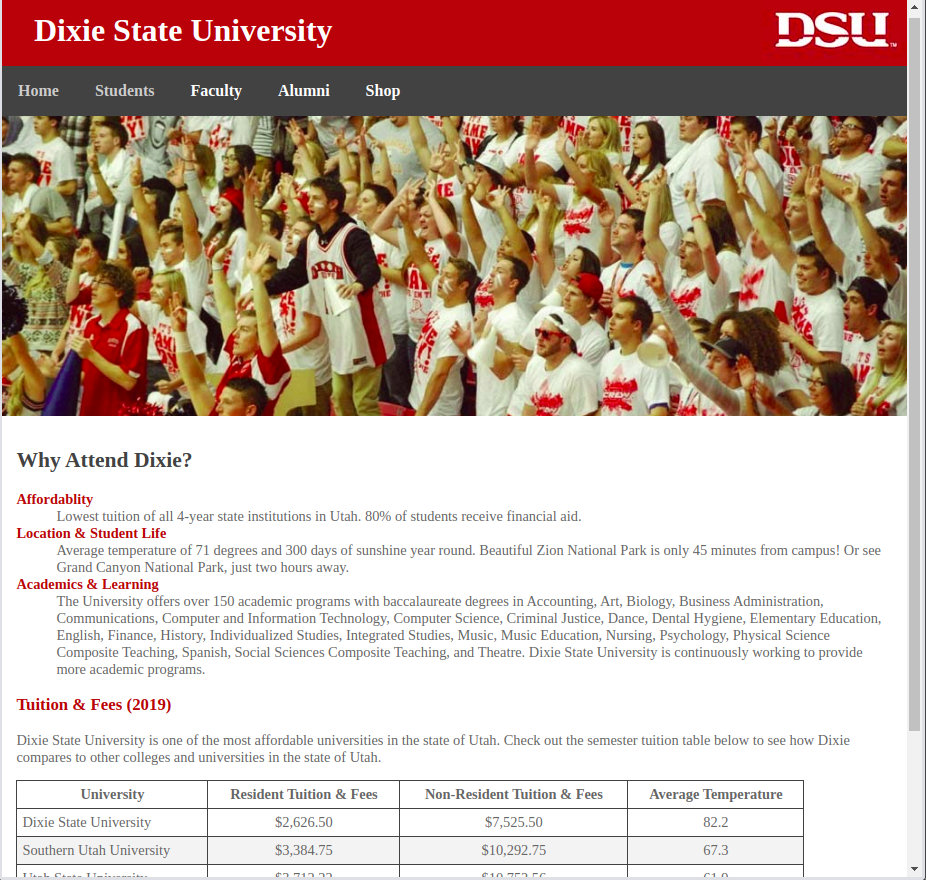 Dixie State University
DSU™
Home Students Faculty Alumni Shop
Why Attend Dixie?
Affordablity
Lowest tuition of all 4-year state institutions in Utah. 80% of students receive financial aid.
Location & Student Life
Average temperature of 71 degrees and 300 days of sunshine year round. Beautiful Zion National Park is only 45 minutes from campus! Or see
Grand Canyon National Park, just two hours away.
Academics & Learning
The University offers over 150 academic programs with baccalaureate degrees in Accounting, Art, Biology, Business Administration,
Communications, Computer and Information Technology, Computer Science, Criminal Justice, Dance, Dental Hygiene, Elementary Education,
English, Finance, History, Individualized Studies, Integrated Studies, Music, Music Education, Nursing, Psychology, Physical Science
Composite Teaching, Spanish, Social Sciences Composite Teaching, and Theatre. Dixie State University is continuously working to provide
more academic programs.
Tuition & Fees (2019)
Dixie State University is one of the most affordable universities in the state of Utah. Check out the semester tuition table below to see how Dixie
compares to other colleges and universities in the state of Utah.
University Resident Tuition & Fees Non-Resident Tuition & Fees Average Temperature
Dixie State University $2,626.50 $7,525.50 82.2
Southern Utah University $3,384.75 $10,292.75 67.3
Utah State University